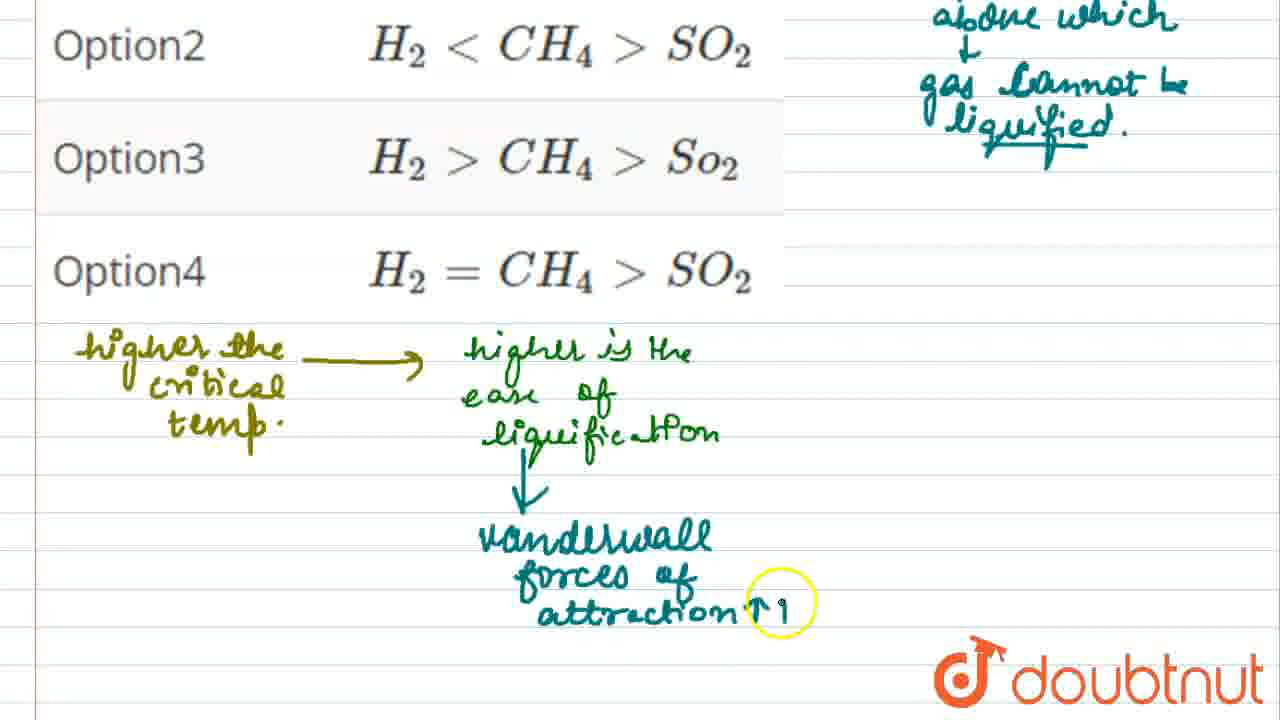 above which
gas cannot be
liquified.
Option2 H₂ < CH₄ > SO₂
Option3 H₂ > CH₄ > So₂
Option4 H₂ = CH₄ > SO₂
higher the
critical
temp.
higher is the
ease of
liquification
vanderwall
forces of
attraction ↑
doubtnut